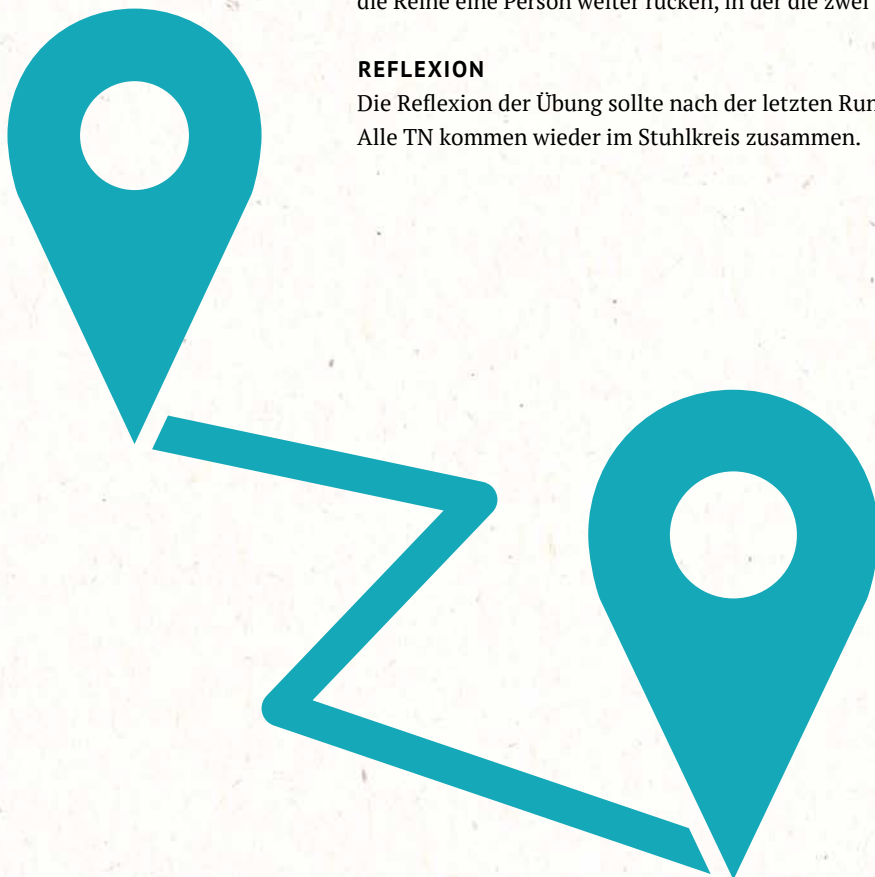 die Reihe eine Person weiter rücken, in der die zwei
REFLEXION
Die Reflexion der Übung sollte nach der letzten Run
Alle TN kommen wieder im Stuhlkreis zusammen.